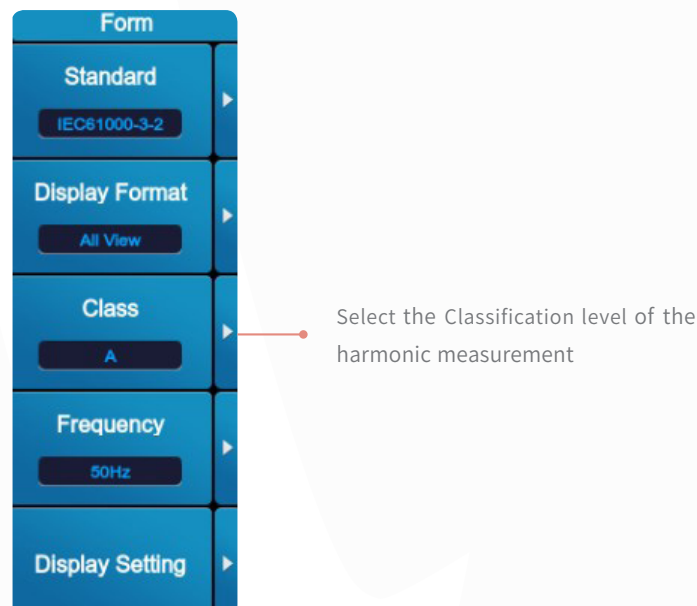 Form
Standard
IEC61000-3-2
Display Format
All View
Class
A
Frequency
50Hz
Display Setting
Select the Classification level of the
harmonic measurement